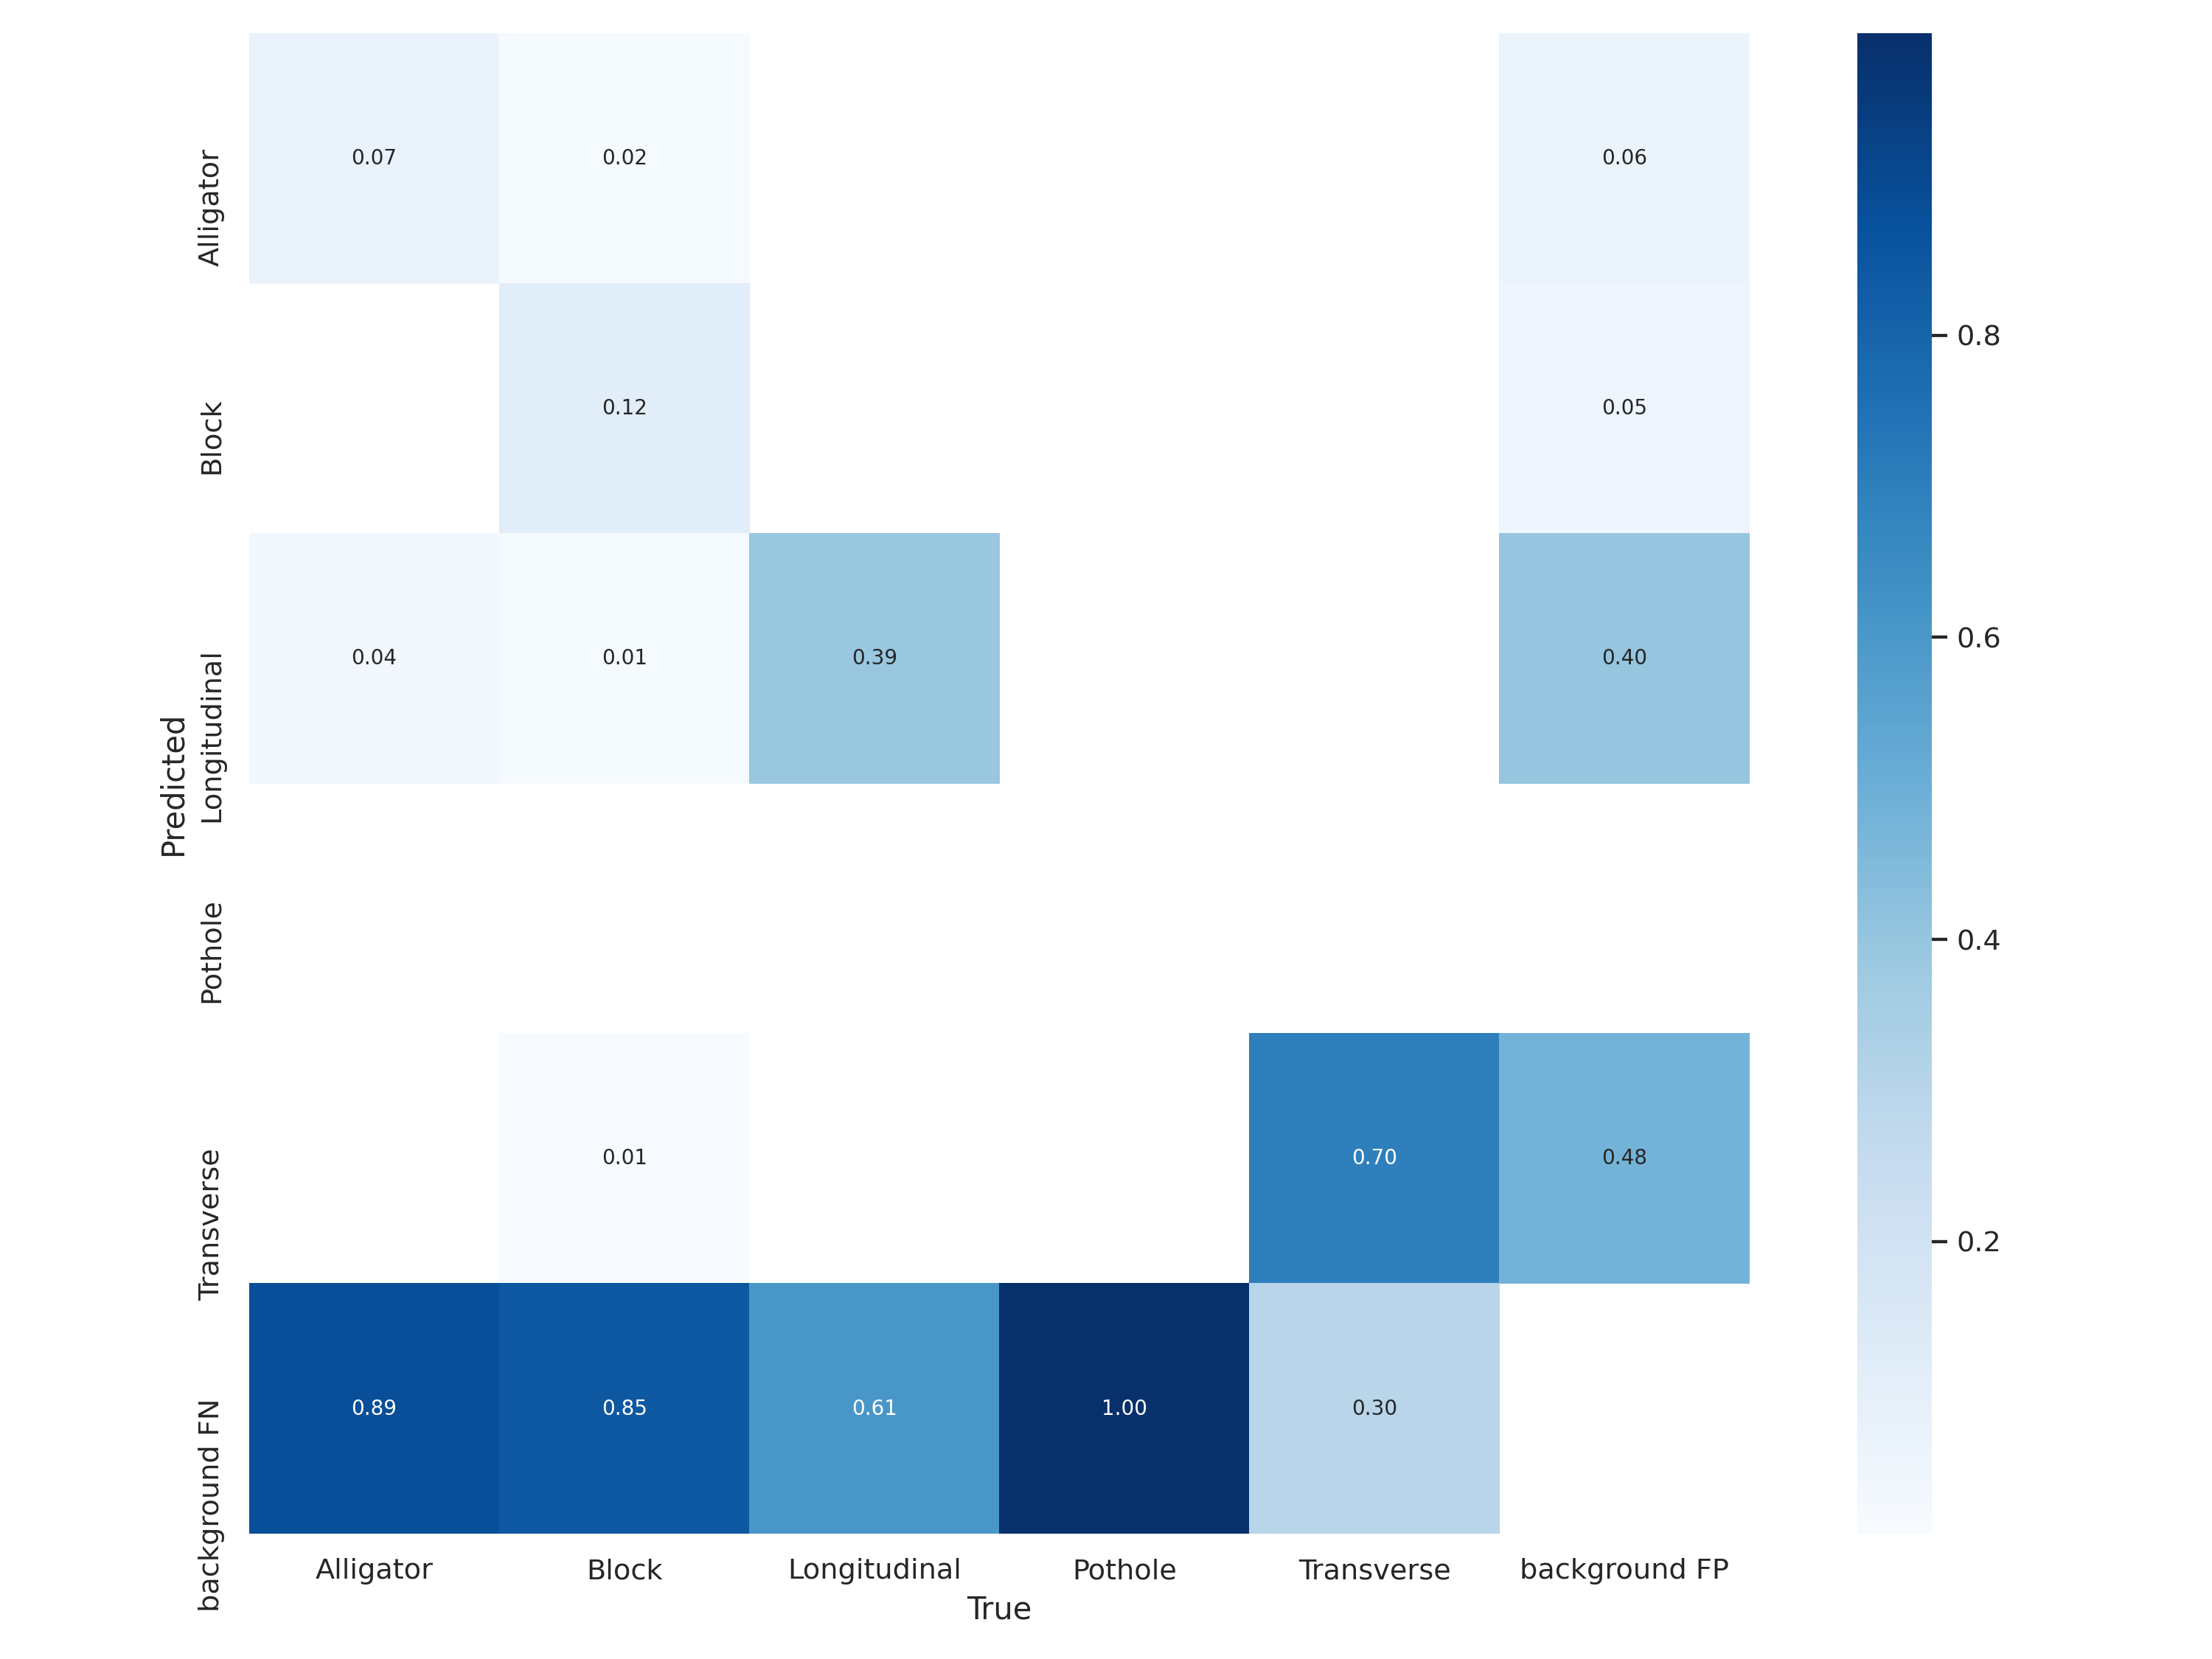 Alligator
0.07
0.02
0.06
Block
0.12
0.05
Longitudinal
0.04
0.01
0.39
0.40
Predicted
Pothole
Transverse
0.01
0.70
0.48
background FN
0.89
0.85
0.61
1.00
0.30
Alligator
Block
Longitudinal
Pothole
Transverse
background FP
True
0.8
0.6
0.4
0.2